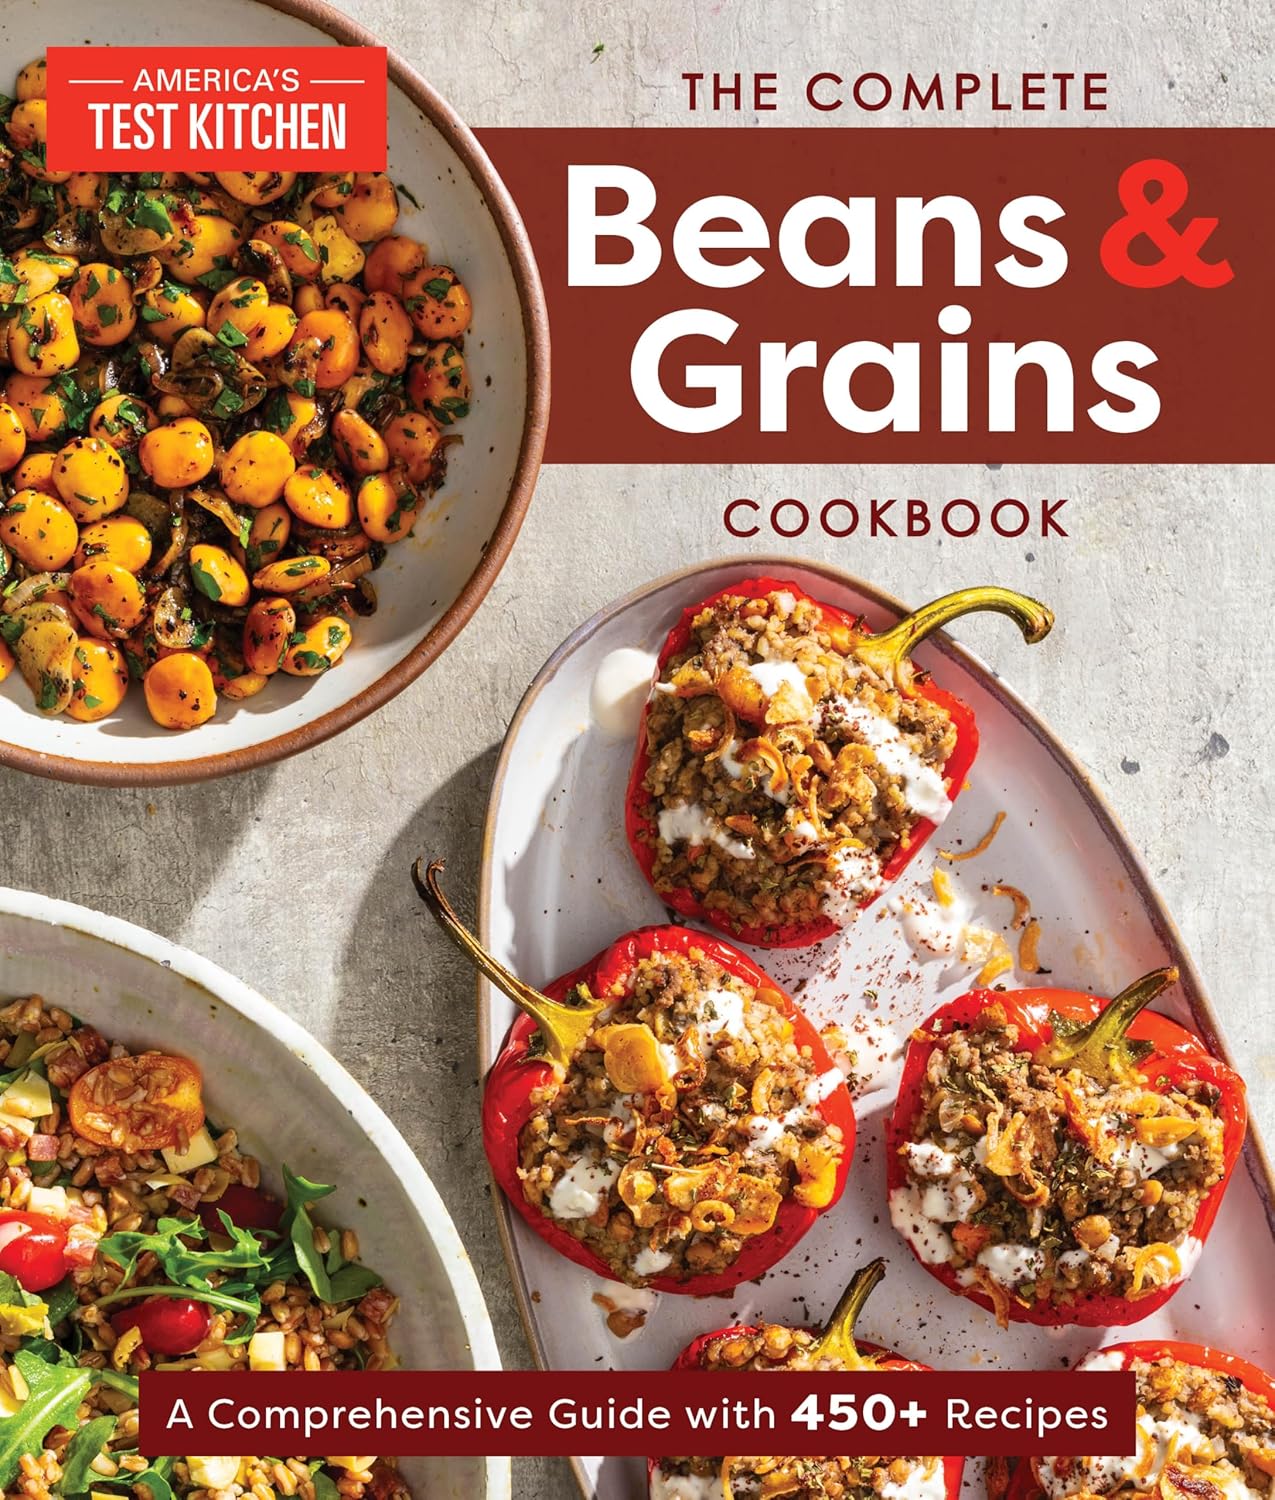 AMERICA'S
TEST KITCHEN
THE COMPLETE
Beans &
Grains
COOKBOOK
A Comprehensive Guide with 450+ Recipes